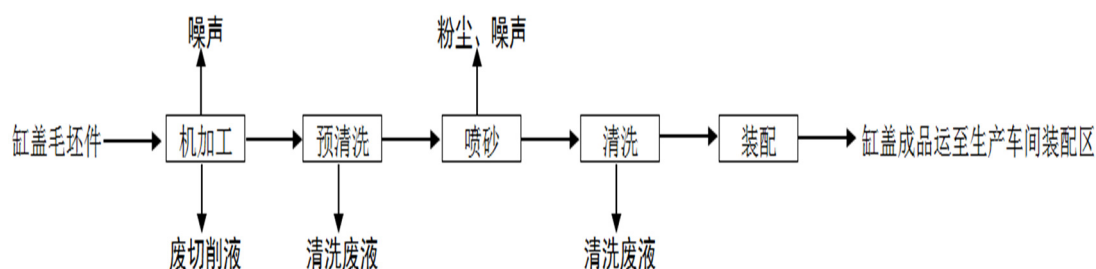 噪声
粉尘、噪声
缸盖毛坯件
机加工
预清洗
喷砂
清洗
装配
缸盖成品运至生产车间装配区
废切削液
清洗废液
清洗废液